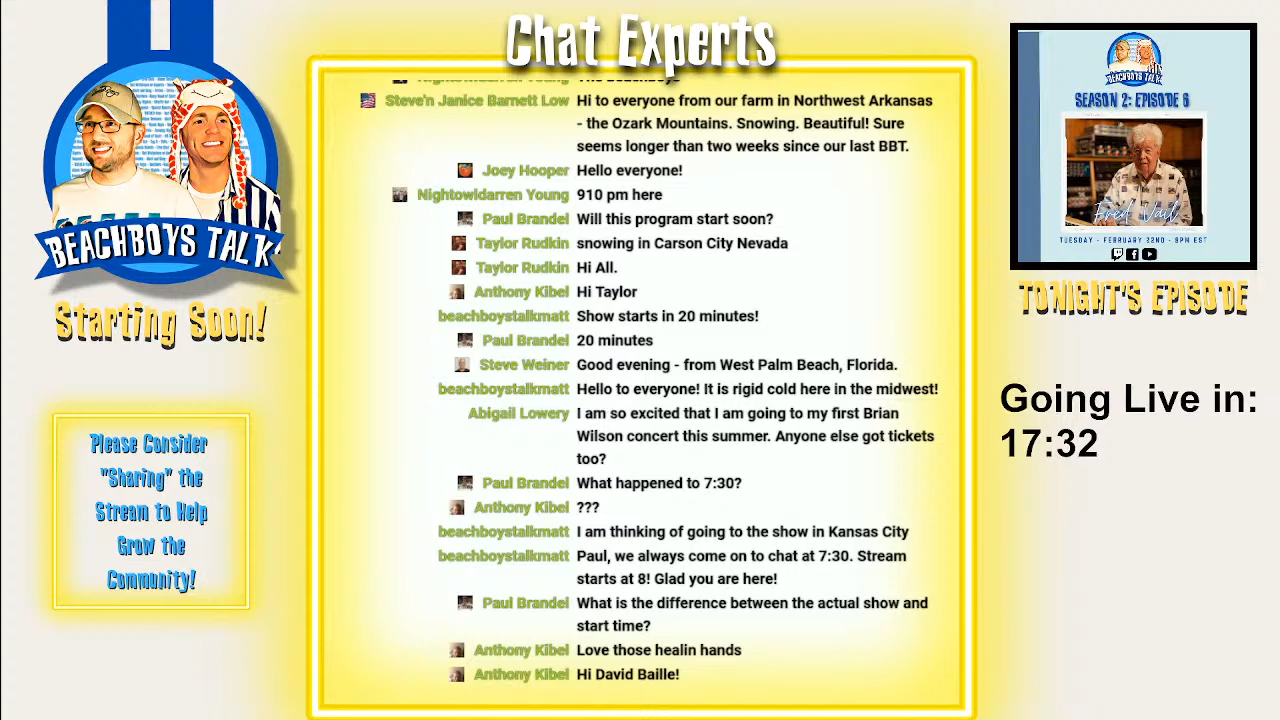 Chat Experts
Steve'n Janice Barnett Low Hi to everyone from our farm in Northwest Arkansas
- the Ozark Mountains. Snowing. Beautiful! Sure
seems longer than two weeks since our last BBT.
Joey Hooper Hello everyone!
Nightowldarren Young 910 pm here
Paul Brandel Will this program start soon?
Taylor Rudkin snowing in Carson City Nevada
Taylor Rudkin Hi All.
Anthony Kibel Hi Taylor
beachboystalkmatt Show starts in 20 minutes!
Paul Brandel 20 minutes
Steve Weiner Good evening - from West Palm Beach, Florida.
beachboystalkmatt Hello to everyone! It is rigid cold here in the midwest!
Abigail Lowery I am so excited that I am going to my first Brian
Wilson concert this summer. Anyone else got tickets
too?
Paul Brandel What happened to 7:30?
Anthony Kibel ???
beachboystalkmatt I am thinking of going to the show in Kansas City
beachboystalkmatt Paul, we always come on to chat at 7:30. Stream
starts at 8! Glad you are here!
Paul Brandel What is the difference between the actual show and
start time?
Anthony Kibel Love those healin hands
Anthony Kibel Hi David Baille!
BEACHBOYS TALK
Starting Soon!
Please Consider
"Sharing" the
Stream to Help
Grow the
Community!
BEACHBOYS TALK
SEASON 2: EPISODE 6
Fred Vail
TUESDAY - FEBRUARY 22ND - 8PM EST
TONIGHT'S EPISODE
Going Live in:
17:32